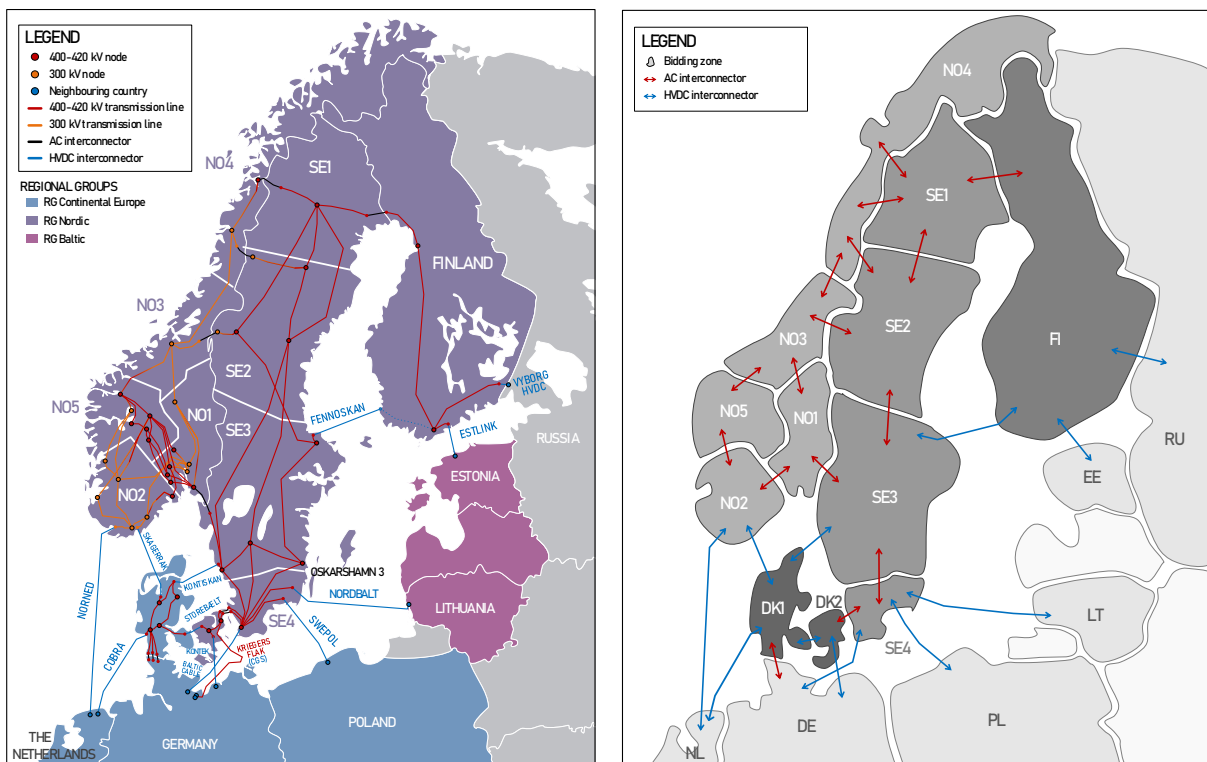 LEGEND
400-420 kV node
300 kV node
Neighbouring country
400-420 kV transmission line
300 kV transmission line
AC interconnector
HVDC interconnector
REGIONAL GROUPS
RG Continental Europe
RG Nordic
RG Baltic
NO4
SE1
FINLAND
NO3
SE2
NO5
NO1
SE3
FENNOSKAN
VYBORG
HVDC
ESTLINK
RUSSIA
ESTONIA
NO2
SKAGERRAK
KONTISKAN
OSKARSHAMN 3
NORDBALT
LITHUANIA
NORNED
STOREBÆLT
SE4
SWEPOL
COBRA
KONTEK
BALTIC
CABLE
KRIEGERS
FLAK
(CGS)
POLAND
THE
NETHERLANDS
GERMANY
LEGEND
Bidding zone
AC interconnector
HVDC interconnector
NO4
SE1
SE2
NO3
FI
NO5
NO1
RU
EE
NO2
SE3
DK1
DK2
LT
SE4
DE
PL
NL